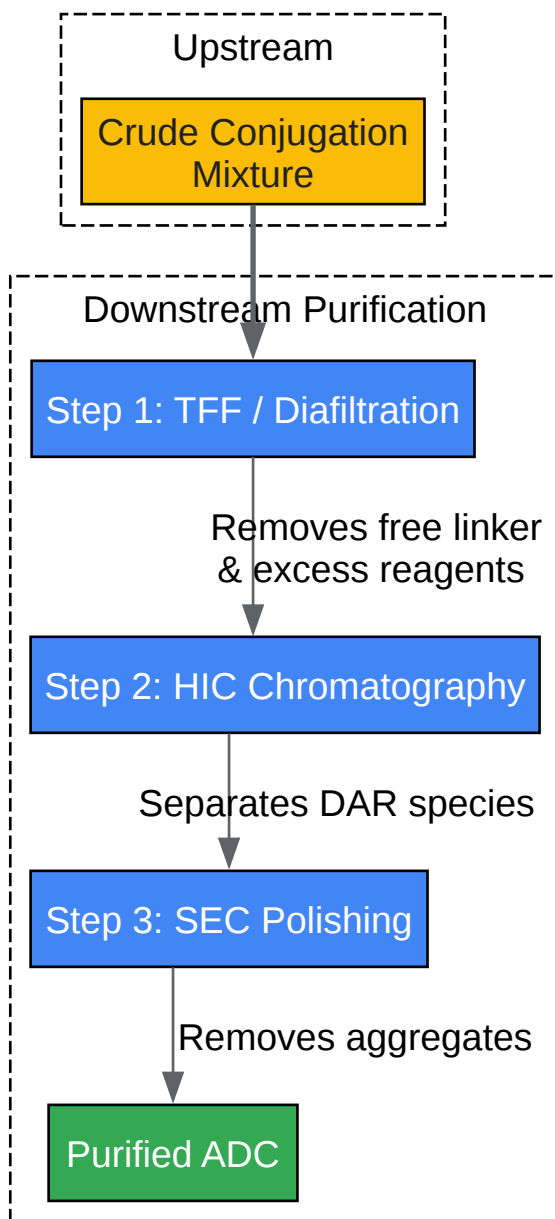 Upstream
Crude Conjugation
Mixture
Downstream Purification
Step 1: TFF / Diafiltration
Removes free linker
& excess reagents
Step 2: HIC Chromatography
Separates DAR species
Step 3: SEC Polishing
Removes aggregates
Purified ADC